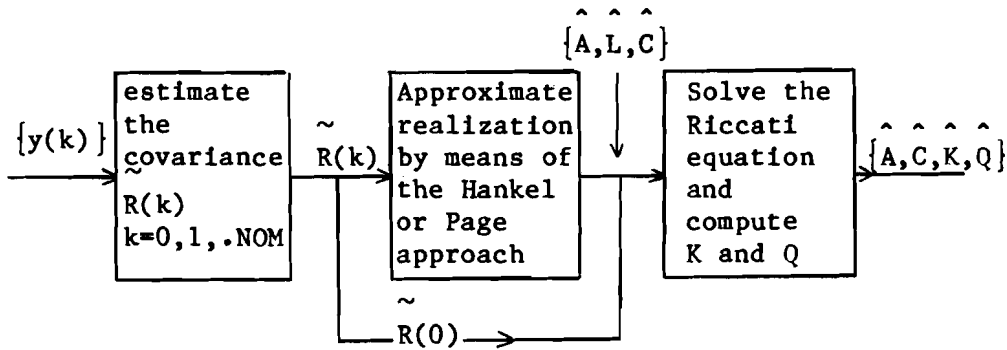 {Â,L̂,Ĉ}
{y(k)}
estimate
the
covariance
R̃(k)
k=0,1,.NOM
R̃(k)
Approximate
realization
by means of
the Hankel
or Page
approach
Solve the
Riccati
equation
and
compute
K and Q
{Â,Ĉ,K̂,Q̂}
R̃(0)